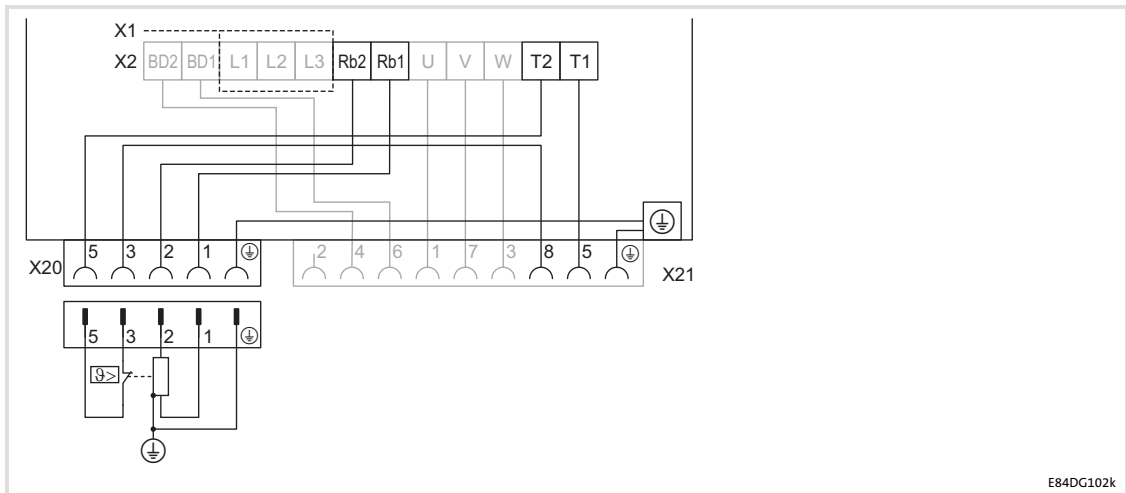 X1
X2 BD2 BD1 L1 L2 L3 Rb2 Rb1 U V W T2 T1
X20 5 3 2 1
2 4 6 1 7 3 8 5 X21
5 3 2 1
ϑ>
E84DG102k